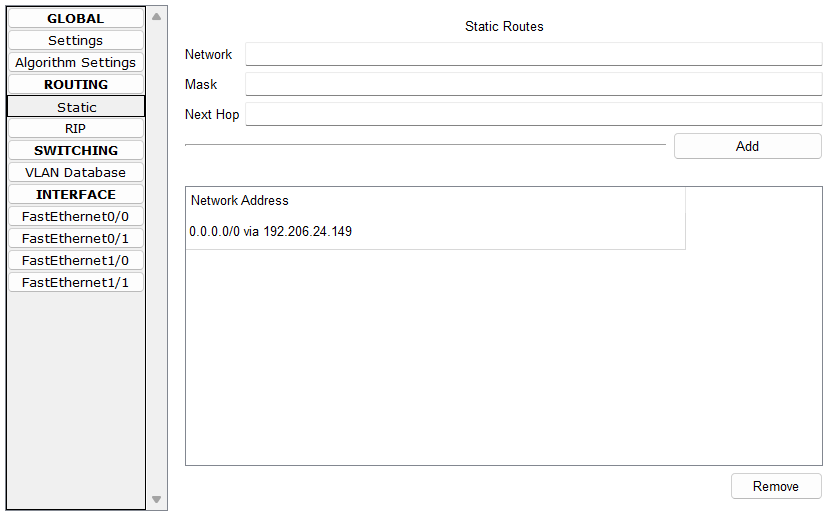 GLOBAL
Settings
Algorithm Settings
ROUTING
Static
RIP
SWITCHING
VLAN Database
INTERFACE
FastEthernet0/0
FastEthernet0/1
FastEthernet1/0
FastEthernet1/1
Static Routes
Network
Mask
Next Hop
Add
Network Address
0.0.0.0/0 via 192.206.24.149
Remove